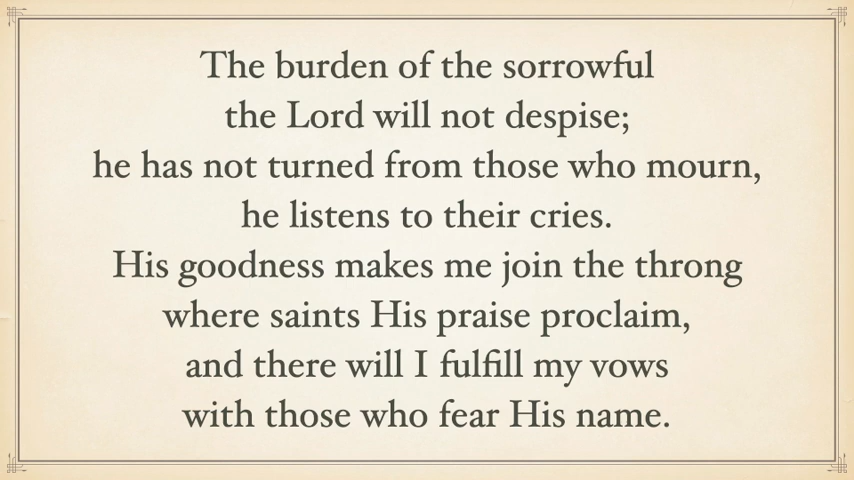 The burden of the sorrowful
the Lord will not despise;
he has not turned from those who mourn,
he listens to their cries.
His goodness makes me join the throng
where saints His praise proclaim,
and there will I fulfill my vows
with those who fear His name.